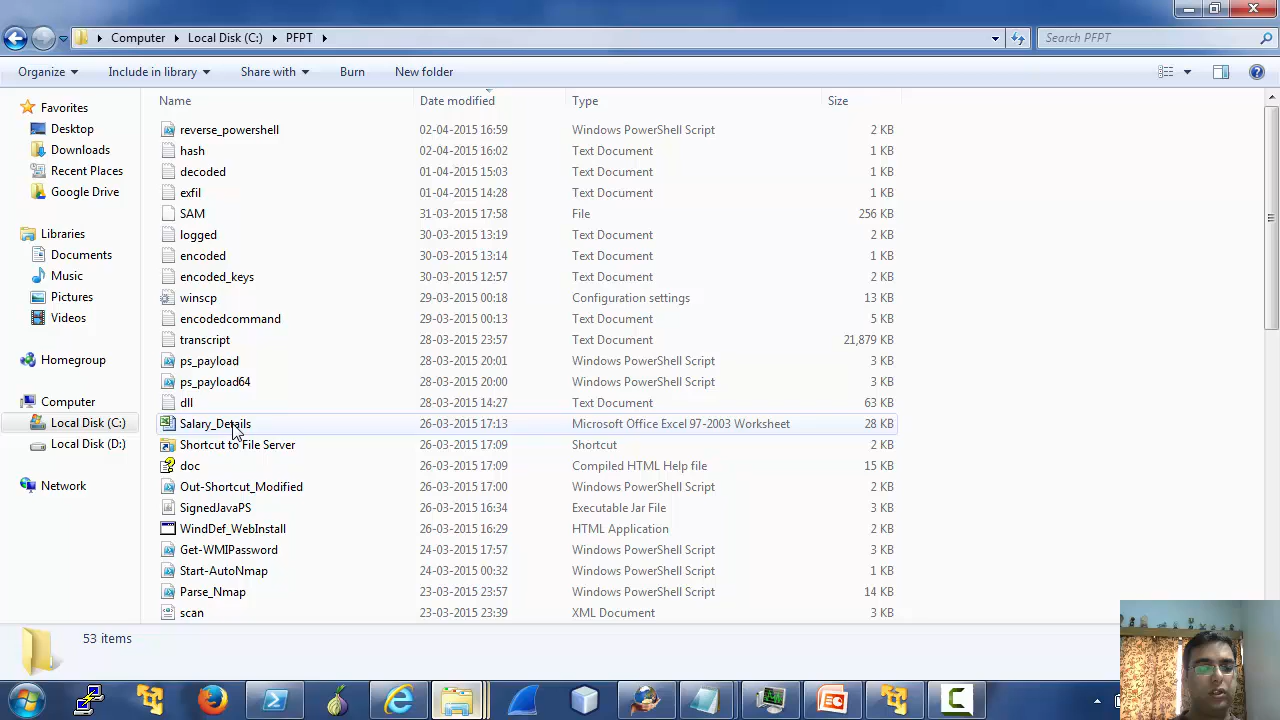 Computer Local Disk (C:) PFPT Search PFPT
Organize Include in library Share with Burn New folder
Favorites
Desktop
Downloads
Recent Places
Google Drive
Libraries
Documents
Music
Pictures
Videos
Homegroup
Computer
Local Disk (C:)
Local Disk (D:)
Network
Name Date modified Type Size
reverse_powershell 02-04-2015 16:59 Windows PowerShell Script 2 KB
hash 02-04-2015 16:02 Text Document 1 KB
decoded 01-04-2015 15:03 Text Document 1 KB
exfil 01-04-2015 14:28 Text Document 1 KB
SAM 31-03-2015 17:58 File 256 KB
logged 30-03-2015 13:19 Text Document 2 KB
encoded 30-03-2015 13:14 Text Document 1 KB
encoded_keys 30-03-2015 12:57 Text Document 2 KB
winscp 29-03-2015 00:18 Configuration settings 13 KB
encodedcommand 29-03-2015 00:13 Text Document 5 KB
transcript 28-03-2015 23:57 Text Document 21,879 KB
ps_payload 28-03-2015 20:01 Windows PowerShell Script 3 KB
ps_payload64 28-03-2015 20:00 Windows PowerShell Script 3 KB
dll 28-03-2015 14:27 Text Document 63 KB
Salary_Details 26-03-2015 17:13 Microsoft Office Excel 97-2003 Worksheet 28 KB
Shortcut to File Server 26-03-2015 17:09 Shortcut 2 KB
doc 26-03-2015 17:09 Compiled HTML Help file 15 KB
Out-Shortcut_Modified 26-03-2015 17:00 Windows PowerShell Script 2 KB
SignedJavaPS 26-03-2015 16:34 Executable Jar File 3 KB
WindDef_WebInstall 26-03-2015 16:29 HTML Application 2 KB
Get-WMIPassword 24-03-2015 17:57 Windows PowerShell Script 3 KB
Start-AutoNmap 24-03-2015 00:32 Windows PowerShell Script 1 KB
Parse_Nmap 23-03-2015 23:57 Windows PowerShell Script 14 KB
scan 23-03-2015 23:39 XML Document 3 KB
53 items